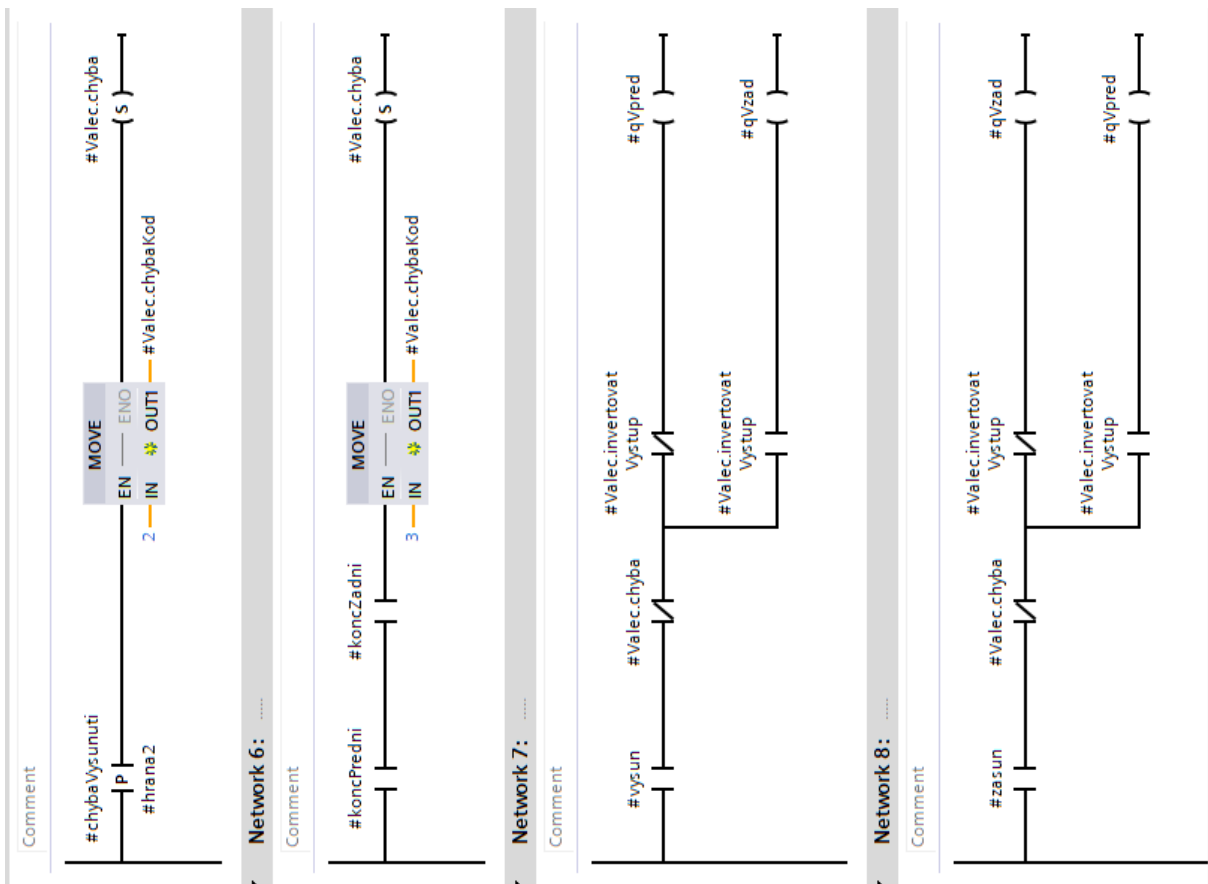 Comment
#chybaVysunuti
P
#hrana2
MOVE
EN ENO
2 IN OUT1 #Valec.chybaKod
#Valec.chyba
S
Network 6: .....
Comment
#koncPredni
#koncZadni
MOVE
EN ENO
3 IN OUT1 #Valec.chybaKod
#Valec.chyba
S
Network 7: .....
Comment
#vysun
#Valec.chyba
#Valec.invertovat
Vystup
#qVpred
#Valec.invertovat
Vystup
#qVzad
Network 8: .....
Comment
#zasun
#Valec.chyba
#Valec.invertovat
Vystup
#qVzad
#Valec.invertovat
Vystup
#qVpred